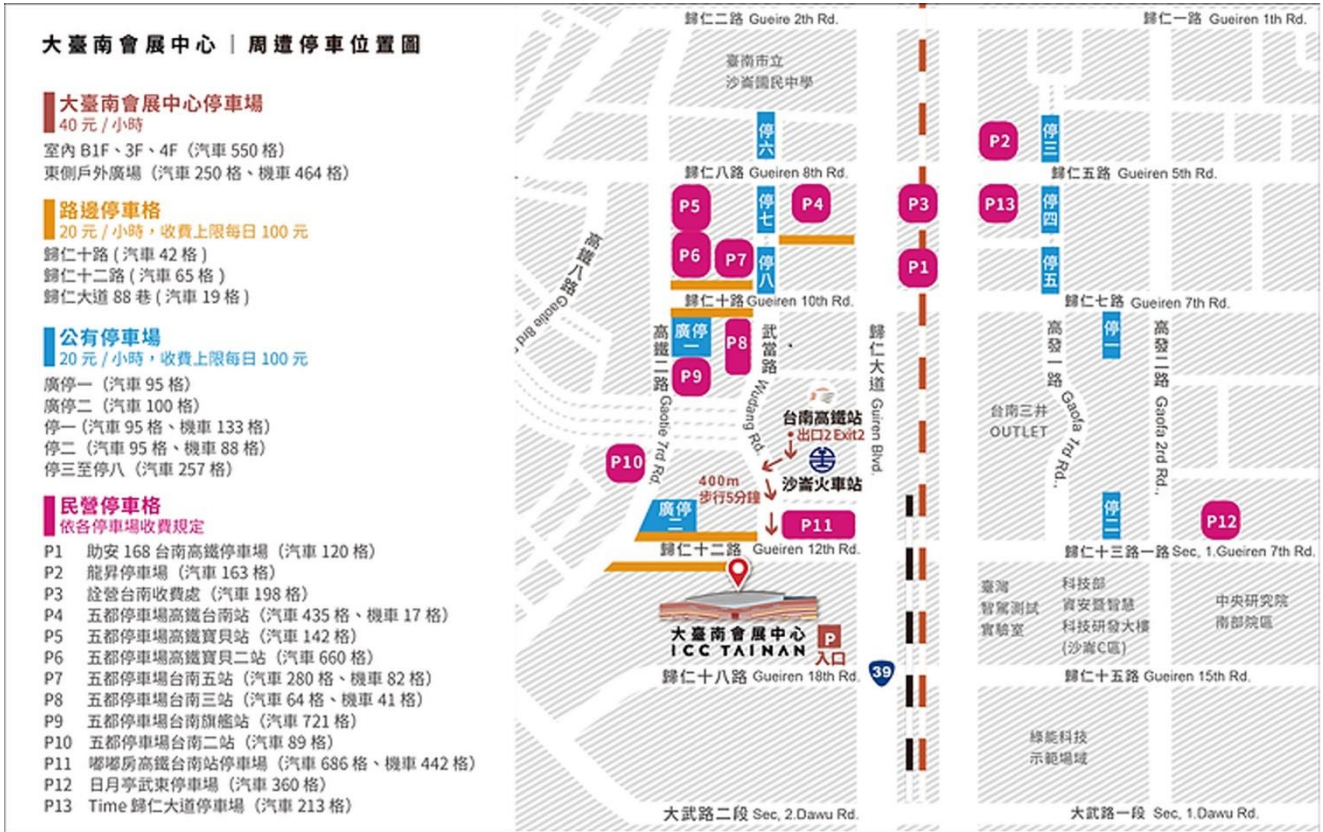 大臺南會展中心｜周遭停車位置圖
大臺南會展中心停車場
40 元 / 小時
室內 B1F、3F、4F（汽車 550 格）
東側戶外廣場（汽車 250 格、機車 464 格）
路邊停車格
20 元 / 小時，收費上限每日 100 元
歸仁十路 ( 汽車 42 格 )
歸仁十二路 ( 汽車 65 格 )
歸仁大道 88 巷 ( 汽車 19 格 )
公有停車場
20 元 / 小時，收費上限每日 100 元
廣停一（汽車 95 格）
廣停二（汽車 100 格）
停一（汽車 95 格、機車 133 格）
停二（汽車 95 格、機車 88 格）
停三至停八（汽車 257 格）
民營停車格
依各停車場收費規定
P1 助安 168 台南高鐵停車場（汽車 120 格）
P2 龍昇停車場（汽車 163 格）
P3 詮營台南收費處（汽車 198 格）
P4 五都停車場高鐵台南站（汽車 435 格、機車 17 格）
P5 五都停車場高鐵寶貝站（汽車 142 格）
P6 五都停車場高鐵寶貝二站（汽車 660 格）
P7 五都停車場台南五站（汽車 280 格、機車 82 格）
P8 五都停車場台南三站（汽車 64 格、機車 41 格）
P9 五都停車場台南旗艦站（汽車 721 格）
P10 五都停車場台南二站（汽車 89 格）
P11 嘟嘟房高鐵台南站停車場（汽車 686 格、機車 442 格）
P12 日月亭武東停車場（汽車 360 格）
P13 Time 歸仁大道停車場（汽車 213 格）
歸仁二路 Gueire 2th Rd.
歸仁一路 Gueiren 1th Rd.
臺南市立
沙崙國民中學
停六
P2
停三
歸仁八路 Gueiren 8th Rd.
歸仁五路 Gueiren 5th Rd.
P5
停七
P4
P3
P13
停四
P6
P7
停八
P1
停五
高鐵八路 Gaotie 8rd Rd.
歸仁十路 Gueiren 10th Rd.
歸仁七路 Gueiren 7th Rd.
廣停
一
P8
P9
停一
高鐵二路 Gaotie 7rd Rd.
武當路 Wudang Rd.
歸仁大道 Guiren Blvd.
高發一路 Gaofa 1rd Rd.,
高發二路 Gaofa 2rd Rd.,
台南高鐵站
出口2 Exit2
沙崙火車站
台南三井
OUTLET
P10
400m
步行5分鐘
廣停
二
P11
停二
P12
歸仁十二路 Gueiren 12th Rd.
歸仁十三路一路 Sec, 1.Gueiren 7th Rd.
大臺南會展中心
ICC TAINAN
P
入口
臺灣
智駕測試
實驗室
科技部
資安暨智慧
科技研發大樓
(沙崙C區)
中央研究院
南部院區
歸仁十八路 Gueiren 18th Rd.
39
歸仁十五路 Gueiren 15th Rd.
綠能科技
示範場域
大武路二段 Sec, 2.Dawu Rd.
大武路一段 Sec, 1.Dawu Rd.